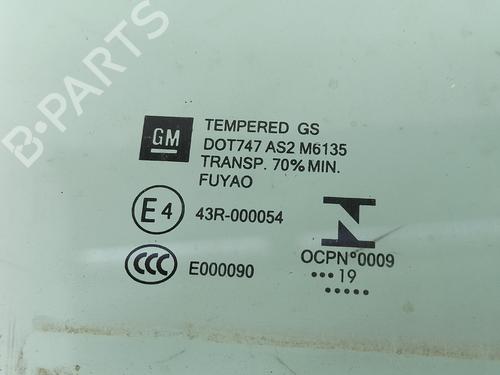 GM
TEMPERED GS
DOT747 AS2 M6135
TRANSP. 70% MIN.
FUYAO
E4
43R-000054
N
CCC
E000090
OCPN°0009
••• 19
•••••
B-PARTS